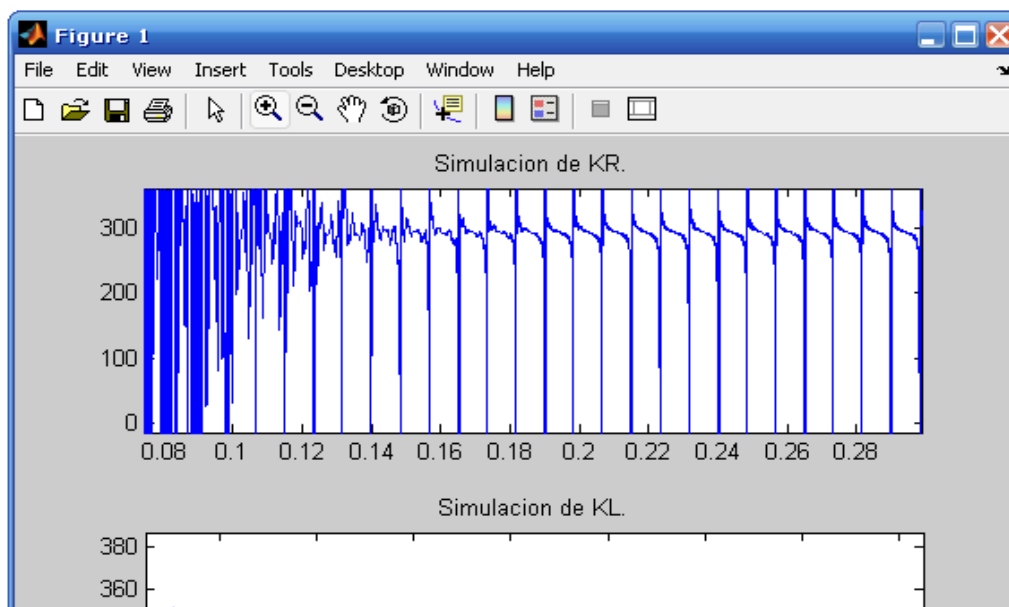 Figure 1
File Edit View Insert Tools Desktop Window Help
Simulacion de KR.
300
200
100
0
0.08 0.1 0.12 0.14 0.16 0.18 0.2 0.22 0.24 0.26 0.28
Simulacion de KL.
380
360